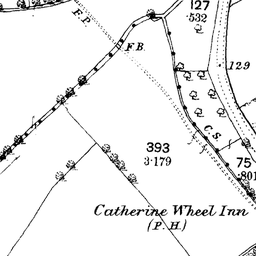 127
·532
F.P.
F.B.
129
C.S.
393
3·179
75
·801
Catherine Wheel Inn
(P.H.)